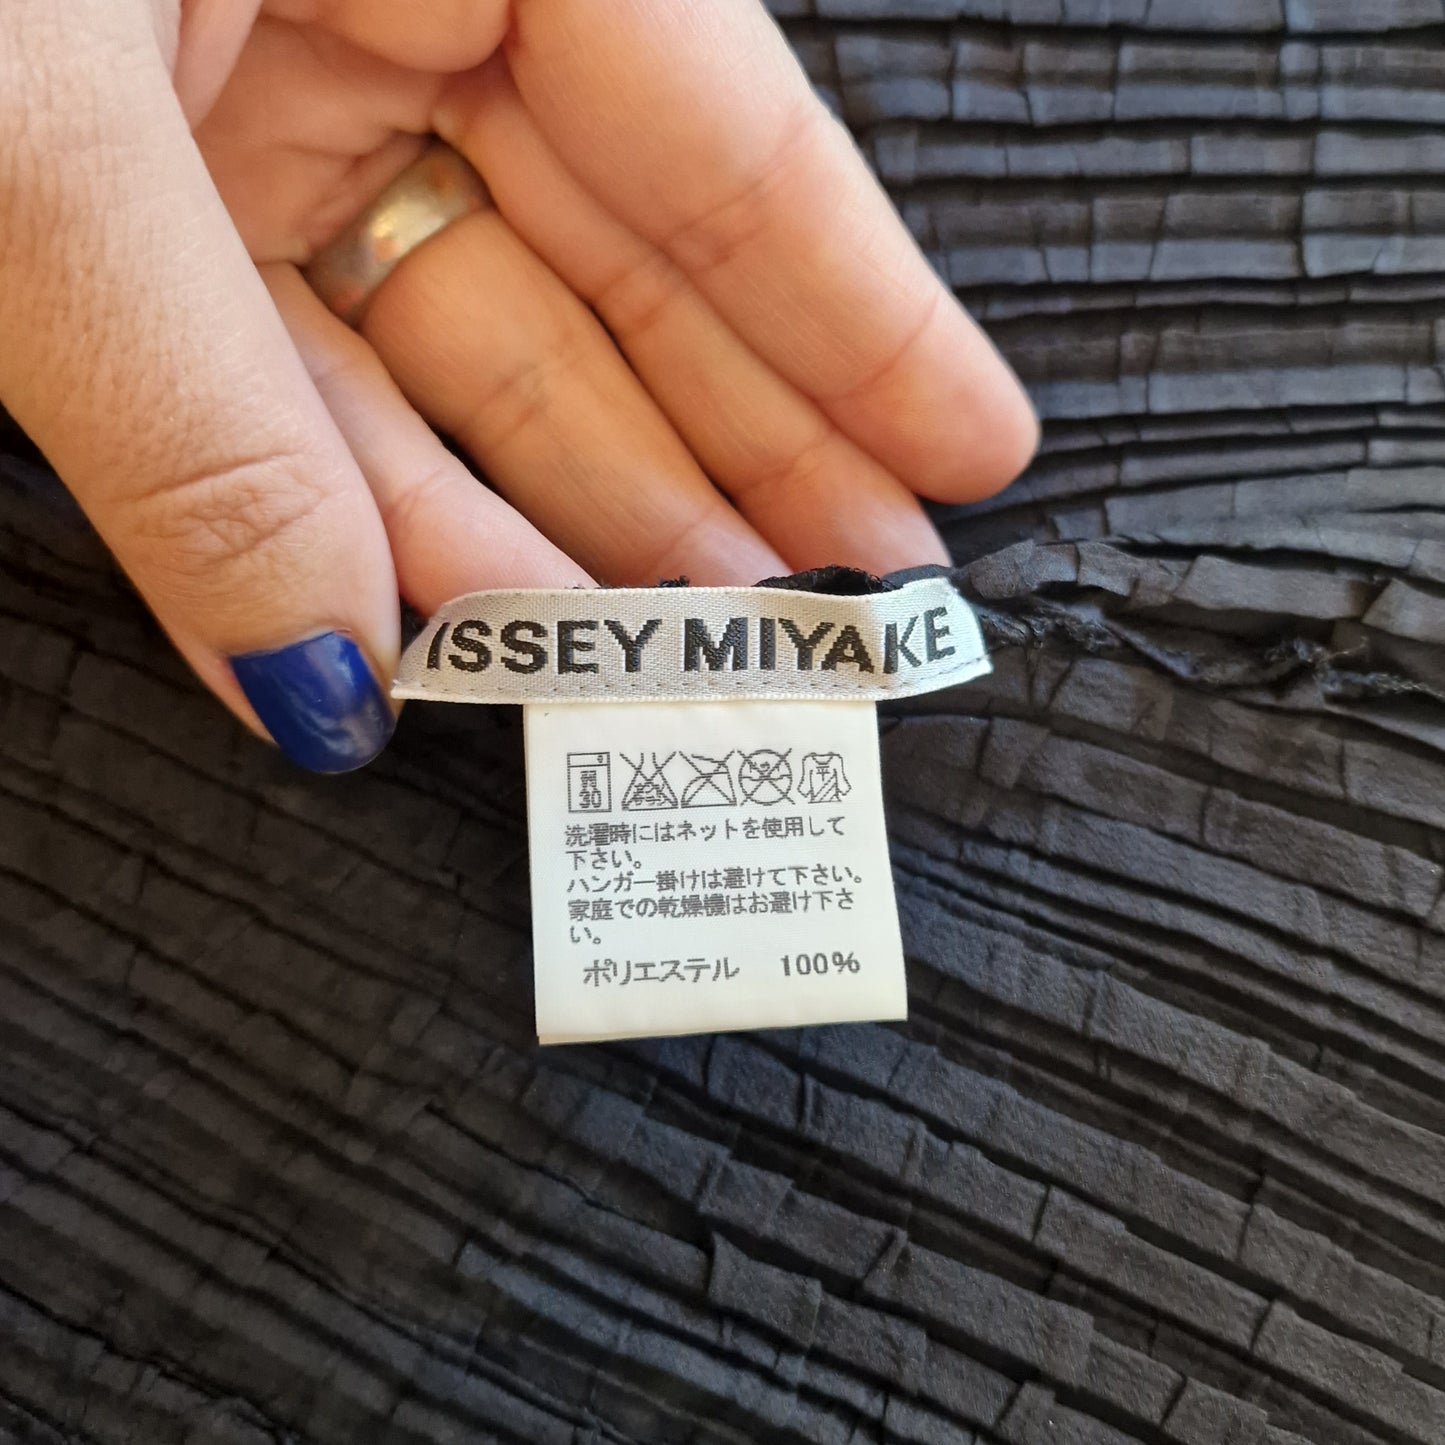 ISSEY MIYAKE
30
洗濯時にはネットを使用して
下さい。
ハンガー掛けは避けて下さい。
家庭での乾燥機はお避け下さ
い。
ポリエステル 100%